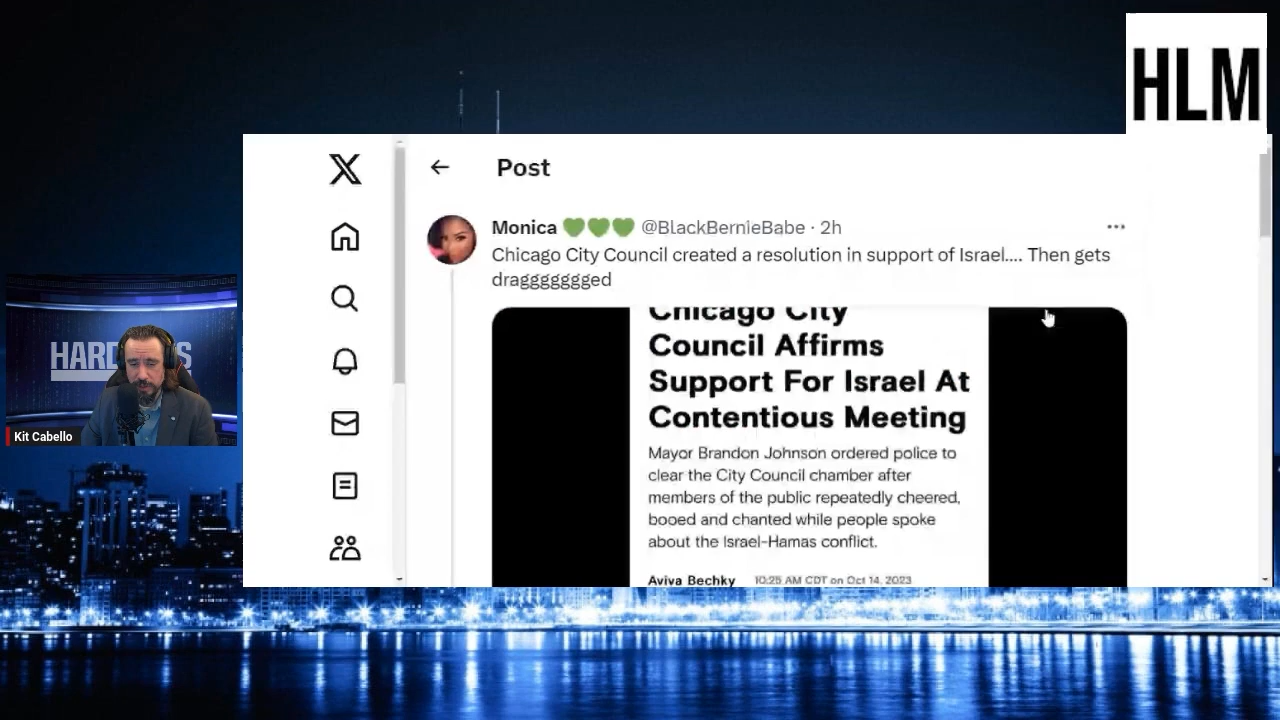 HLM
Post
Monica 💚💚💚 @BlackBernieBabe · 2h
Chicago City Council created a resolution in support of Israel.... Then gets
draggggggged
Chicago City
Council Affirms
Support For Israel At
Contentious Meeting
Mayor Brandon Johnson ordered police to
clear the City Council chamber after
members of the public repeatedly cheered,
booed and chanted while people spoke
about the Israel-Hamas conflict.
Aviva Bechky 10:25 AM CDT on Oct 14, 2023
HARD
S
Kit Cabello